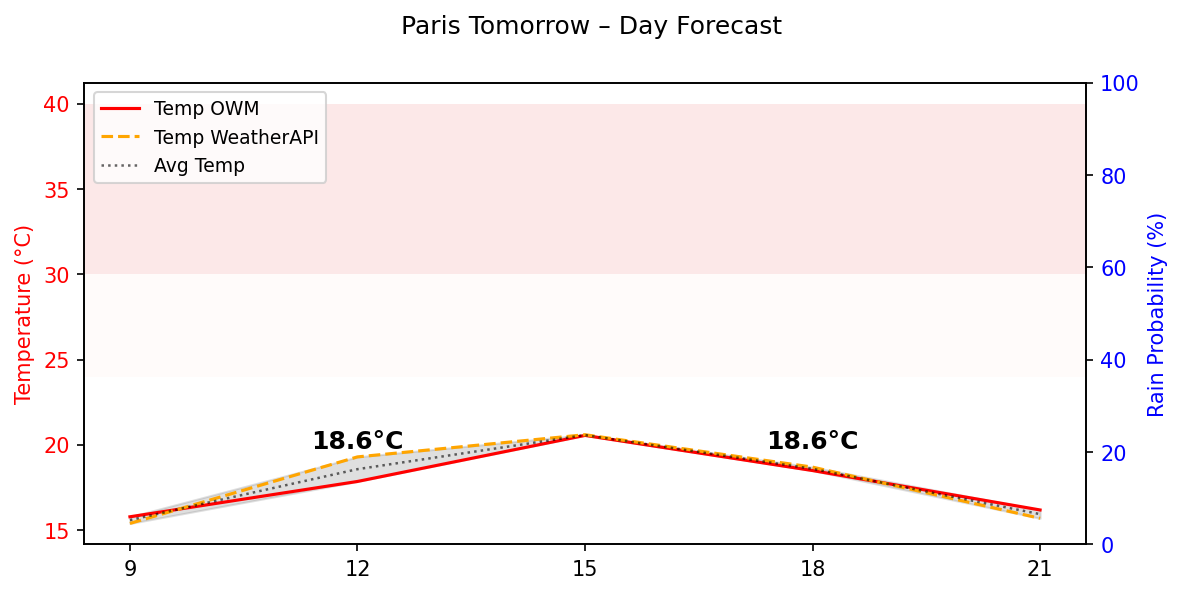 Paris Tomorrow – Day Forecast
Temp OWM
Temp WeatherAPI
Avg Temp
Temperature (°C)
40
35
30
25
20
15
18.6°C
18.6°C
100
80
60
40
20
0
Rain Probability (%)
9 12 15 18 21